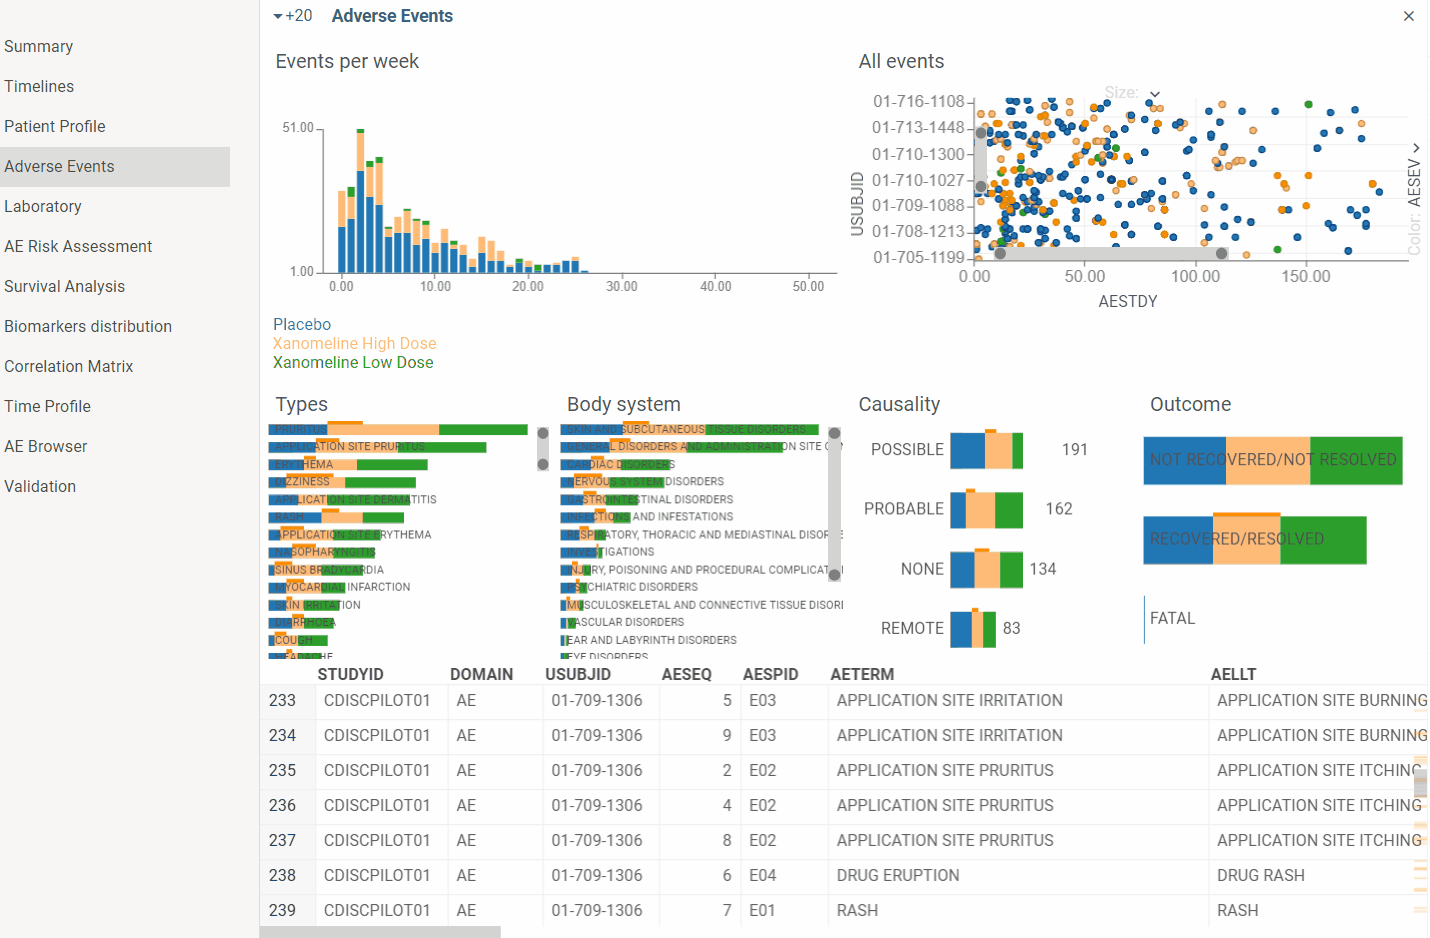 +20 Adverse Events
Summary
Timelines
Patient Profile
Adverse Events
Laboratory
AE Risk Assessment
Survival Analysis
Biomarkers distribution
Correlation Matrix
Time Profile
AE Browser
Validation
Events per week
51.00
1.00
0.00 10.00 20.00 30.00 40.00 50.00
Placebo
Xanomeline High Dose
Xanomeline Low Dose
All events
Size:
USUBJID
01-716-1108
01-713-1448
01-710-1300
01-710-1027
01-709-1088
01-708-1213
01-705-1199
0.00 50.00 100.00 150.00
AESTDY
Color: AESEV
Types
PRURITUS
APPLICATION SITE PRURITUS
ERYTHEMA
DIZZINESS
APPLICATION SITE DERMATITIS
RASH
APPLICATION SITE ERYTHEMA
NASOPHARYNGITIS
SINUS BRADYCARDIA
MYOCARDIAL INFARCTION
SKIN IRRITATION
DIARRHOEA
COUGH
HEADACHE
Body system
SKIN AND SUBCUTANEOUS TISSUE DISORDERS
GENERAL DISORDERS AND ADMINISTRATION SITE
CARDIAC DISORDERS
NERVOUS SYSTEM DISORDERS
GASTROINTESTINAL DISORDERS
INFECTIONS AND INFESTATIONS
RESPIRATORY, THORACIC AND MEDIASTINAL DISOR
INVESTIGATIONS
INJURY, POISONING AND PROCEDURAL COMPLICAT
PSYCHIATRIC DISORDERS
MUSCULOSKELETAL AND CONNECTIVE TISSUE DISOR
VASCULAR DISORDERS
EAR AND LABYRINTH DISORDERS
EYE DISORDERS
Causality
POSSIBLE 191
PROBABLE 162
NONE 134
REMOTE 83
Outcome
NOT RECOVERED/NOT RESOLVED
RECOVERED/RESOLVED
FATAL
STUDYID DOMAIN USUBJID AESEQ AESPID AETERM AELLT
233 CDISCPILOT01 AE 01-709-1306 5 E03 APPLICATION SITE IRRITATION APPLICATION SITE BURNING
234 CDISCPILOT01 AE 01-709-1306 9 E03 APPLICATION SITE IRRITATION APPLICATION SITE BURNING
235 CDISCPILOT01 AE 01-709-1306 2 E02 APPLICATION SITE PRURITUS APPLICATION SITE ITCHING
236 CDISCPILOT01 AE 01-709-1306 4 E02 APPLICATION SITE PRURITUS APPLICATION SITE ITCHING
237 CDISCPILOT01 AE 01-709-1306 8 E02 APPLICATION SITE PRURITUS APPLICATION SITE ITCHING
238 CDISCPILOT01 AE 01-709-1306 6 E04 DRUG ERUPTION DRUG RASH
239 CDISCPILOT01 AE 01-709-1306 7 E01 RASH RASH